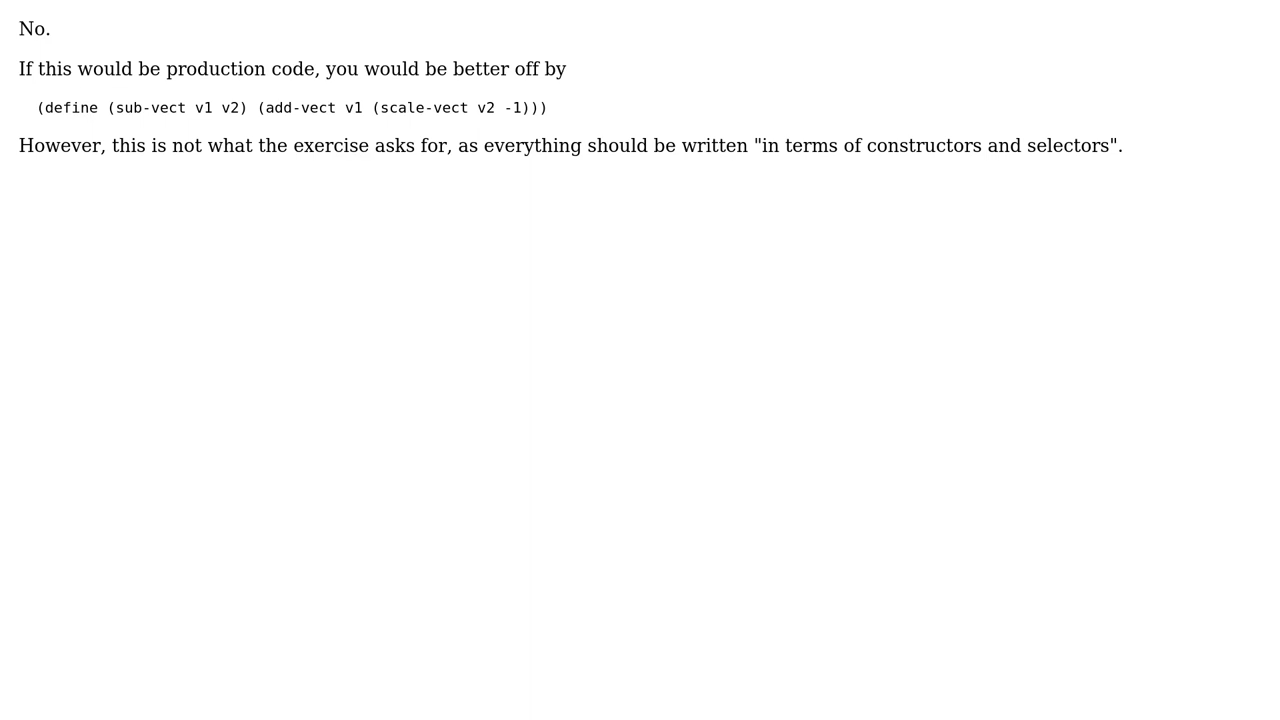 No.
If this would be production code, you would be better off by
(define (sub-vect v1 v2) (add-vect v1 (scale-vect v2 -1)))
However, this is not what the exercise asks for, as everything should be written "in terms of constructors and selectors".